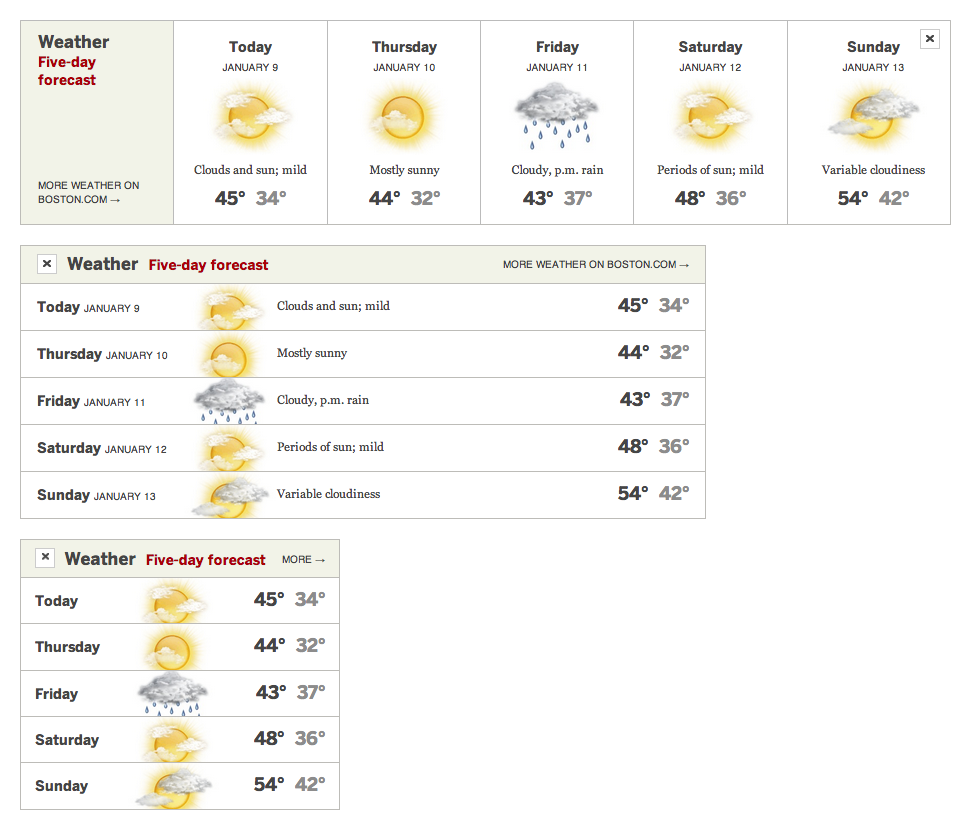 Weather
Five-day
forecast
MORE WEATHER ON
BOSTON.COM →
Today
JANUARY 9
Clouds and sun; mild
45° 34°
Thursday
JANUARY 10
Mostly sunny
44° 32°
Friday
JANUARY 11
Cloudy, p.m. rain
43° 37°
Saturday
JANUARY 12
Periods of sun; mild
48° 36°
Sunday
JANUARY 13
Variable cloudiness
54° 42°
Weather Five-day forecast MORE WEATHER ON BOSTON.COM →
Today JANUARY 9 Clouds and sun; mild 45° 34°
Thursday JANUARY 10 Mostly sunny 44° 32°
Friday JANUARY 11 Cloudy, p.m. rain 43° 37°
Saturday JANUARY 12 Periods of sun; mild 48° 36°
Sunday JANUARY 13 Variable cloudiness 54° 42°
Weather Five-day forecast MORE →
Today 45° 34°
Thursday 44° 32°
Friday 43° 37°
Saturday 48° 36°
Sunday 54° 42°